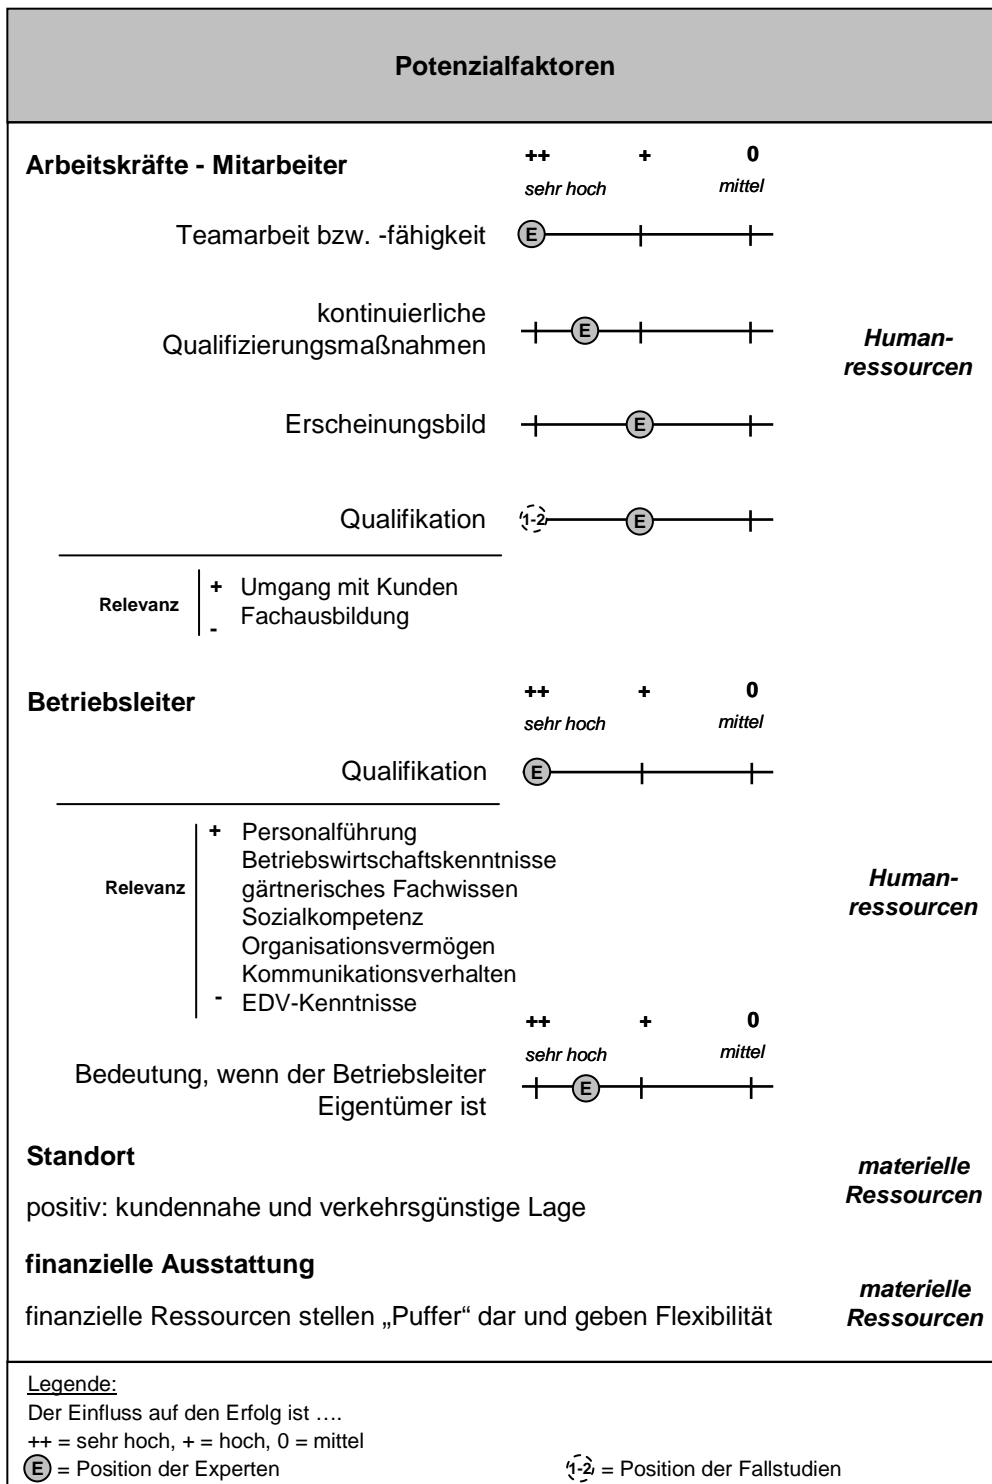 Potenzialfaktoren
Arbeitskräfte - Mitarbeiter
++ + 0
sehr hoch mittel
Teamarbeit bzw. -fähigkeit
E
kontinuierliche
Qualifizierungsmaßnahmen
E
Human-
ressourcen
Erscheinungsbild
E
Qualifikation
1-2 E
Relevanz
+ Umgang mit Kunden
Fachausbildung
-
Betriebsleiter
++ + 0
sehr hoch mittel
Qualifikation
E
Relevanz
+ Personalführung
Betriebswirtschaftskenntnisse
gärtnerisches Fachwissen
Sozialkompetenz
Organisationsvermögen
Kommunikationsverhalten
- EDV-Kenntnisse
Human-
ressourcen
++ + 0
sehr hoch mittel
Bedeutung, wenn der Betriebsleiter
Eigentümer ist
E
Standort
positiv: kundennahe und verkehrsgünstige Lage
materielle
Ressourcen
finanzielle Ausstattung
finanzielle Ressourcen stellen „Puffer“ dar und geben Flexibilität
materielle
Ressourcen
Legende:
Der Einfluss auf den Erfolg ist ….
++ = sehr hoch, + = hoch, 0 = mittel
E = Position der Experten
1-2 = Position der Fallstudien